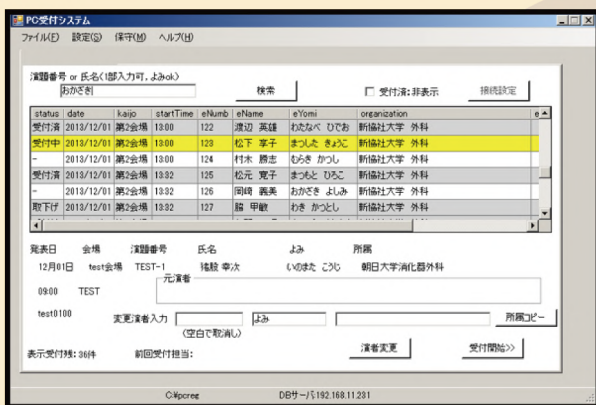 PC受付システム
ファイル(F) 設定(S) 保守(M) ヘルプ(H)
演題番号 or 氏名(1部入力可, よみok)
おかざき 検索 受付済:非表示 接続設定
status date kaijo startTime eNumb eName eYomi organization e
受付済 2013/12/01 第2会場 13:00 122 渡辺 英雄 わたなべ ひでお 新協社大学 外科
受付中 2013/12/01 第2会場 13:00 123 松下 享子 まつした きょうこ 新協社大学 外科
- 2013/12/01 第2会場 13:00 124 村木 勝志 むらき かつし 新協社大学 外科
受付済 2013/12/01 第2会場 13:32 125 松元 寛子 まつもと ひろこ 新協社大学 外科
- 2013/12/01 第2会場 13:32 126 岡崎 義美 おかざき よしみ 新協社大学 外科
取下げ 2013/12/01 第2会場 13:32 127 脇 甲敏 わき かつとし 新協社大学 外科
発表日 会場 演題番号 氏名 よみ 所属
12月01日 test会場 TEST-1 猪股 幸次 いのまた こうじ 朝日大学消化器外科
元演者
09:00 TEST
test0100 変更演者入力 よみ 所属コピー
(空白で取消し)
表示受付残: 36件 前回受付担当: 演者変更 受付開始>>
C:¥pcreg DBサーバ:192.168.11.231